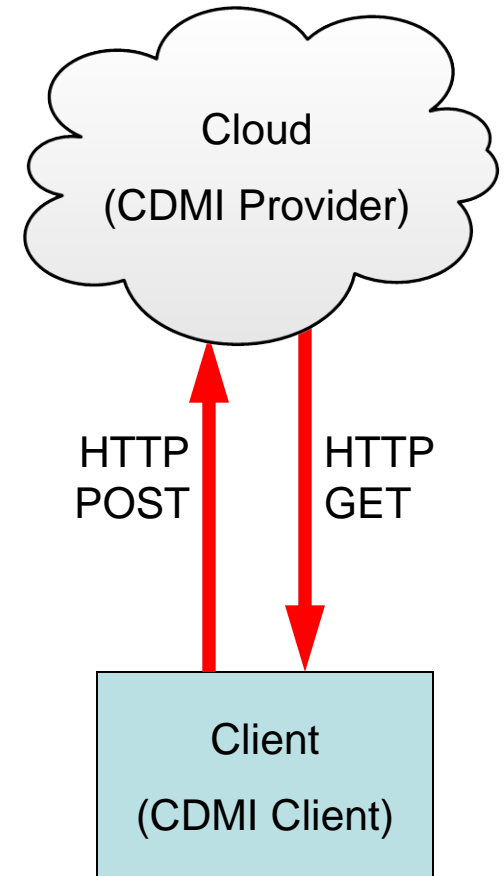 Cloud
(CDMI Provider)
HTTP
POST
HTTP
GET
Client
(CDMI Client)